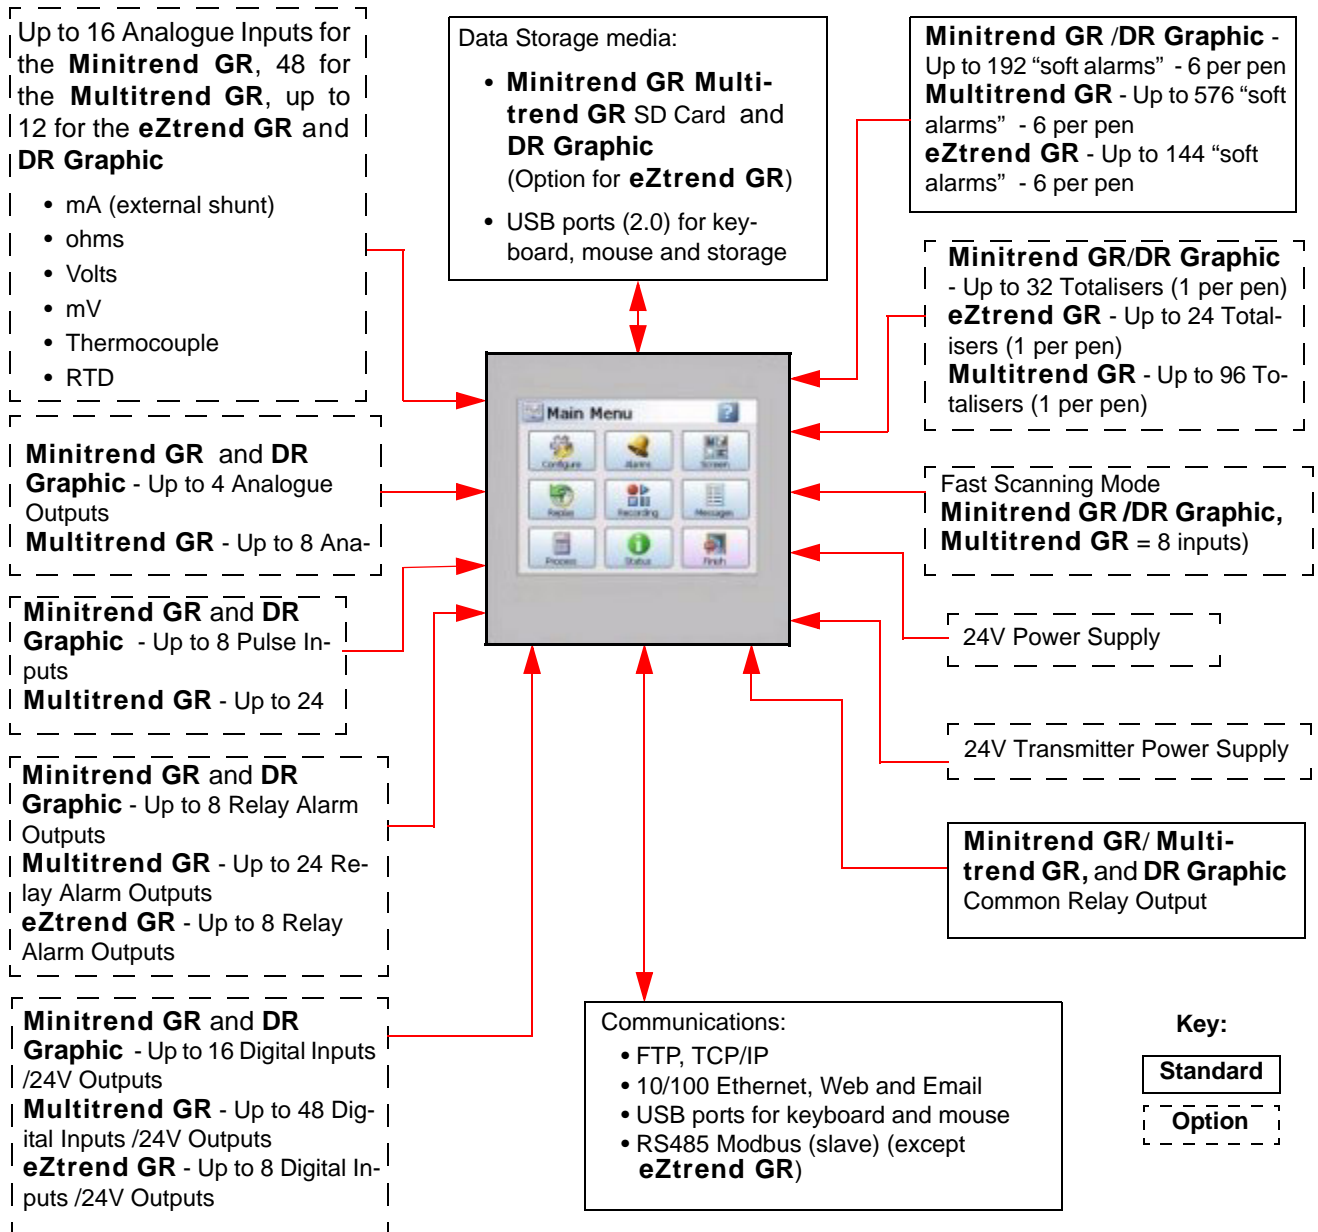 Up to 16 Analogue Inputs for
the Minitrend GR, 48 for
the Multitrend GR, up to
12 for the eZtrend GR and
DR Graphic
• mA (external shunt)
• ohms
• Volts
• mV
• Thermocouple
• RTD
Minitrend GR and DR
Graphic - Up to 4 Analogue
Outputs
Multitrend GR - Up to 8 Ana-
Minitrend GR and DR
Graphic - Up to 8 Pulse In-
puts
Multitrend GR - Up to 24
Minitrend GR and DR
Graphic - Up to 8 Relay Alarm
Outputs
Multitrend GR - Up to 24 Re-
lay Alarm Outputs
eZtrend GR - Up to 8 Relay
Alarm Outputs
Minitrend GR and DR
Graphic - Up to 16 Digital Inputs
/24V Outputs
Multitrend GR - Up to 48 Dig-
ital Inputs /24V Outputs
eZtrend GR - Up to 8 Digital In-
puts /24V Outputs
Data Storage media:
• Minitrend GR Multi-
trend GR SD Card and
DR Graphic
(Option for eZtrend GR)
• USB ports (2.0) for key-
board, mouse and storage
Main Menu
?
Configure
Alarms
Screen
Replay
Recording
Messages
Process
Status
Finish
Communications:
• FTP, TCP/IP
• 10/100 Ethernet, Web and Email
• USB ports for keyboard and mouse
• RS485 Modbus (slave) (except
eZtrend GR)
Minitrend GR /DR Graphic -
Up to 192 “soft alarms” - 6 per pen
Multitrend GR - Up to 576 “soft
alarms” - 6 per pen
eZtrend GR - Up to 144 “soft
alarms” - 6 per pen
Minitrend GR/DR Graphic
- Up to 32 Totalisers (1 per pen)
eZtrend GR - Up to 24 Total-
isers (1 per pen)
Multitrend GR - Up to 96 To-
talisers (1 per pen)
Fast Scanning Mode
Minitrend GR /DR Graphic,
Multitrend GR = 8 inputs)
24V Power Supply
24V Transmitter Power Supply
Minitrend GR/ Multi-
trend GR, and DR Graphic
Common Relay Output
Key:
Standard
Option